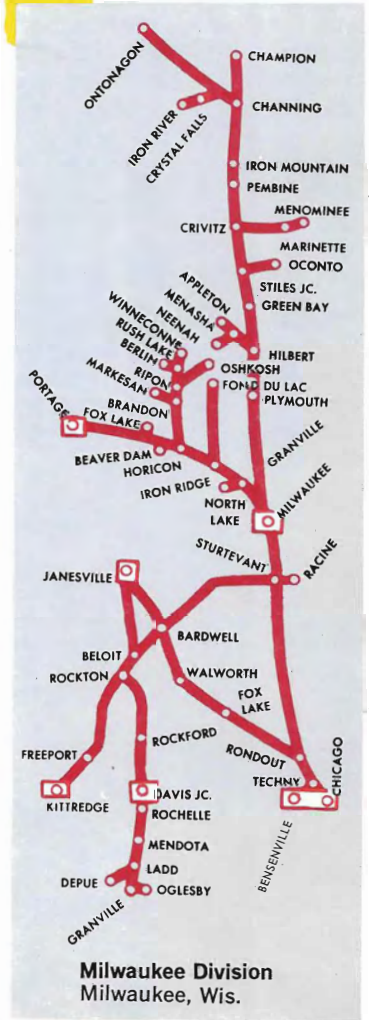 ONTONAGON
CHAMPION
IRON RIVER
CRYSTAL FALLS
CHANNING
IRON MOUNTAIN
PEMBINE
CRIVITZ
MENOMINEE
MARINETTE
OCONTO
STILES JC.
GREEN BAY
APPLETON
MENASHA
NEENAH
WINNECONNE
RUSH LAKE
BERLIN
RIPON
MARKESAN
BRANDON
HILBERT
OSHKOSH
FOND DU LAC
PLYMOUTH
PORTAGE
FOX LAKE
BEAVER DAM
HORICON
IRON RIDGE
NORTH
LAKE
GRANVILLE
MILWAUKEE
STURTEVANT
RACINE
JANESVILLE
BARDWELL
BELOIT
ROCKTON
WALWORTH
FOX
LAKE
ROCKFORD
RONDOUT
FREEPORT
TECHNY
CHICAGO
KITTREDGE
DAVIS JC.
ROCHELLE
BENSENVILLE
MENDOTA
LADD
DEPUE
OGLESBY
GRANVILLE
Milwaukee Division
Milwaukee, Wis.